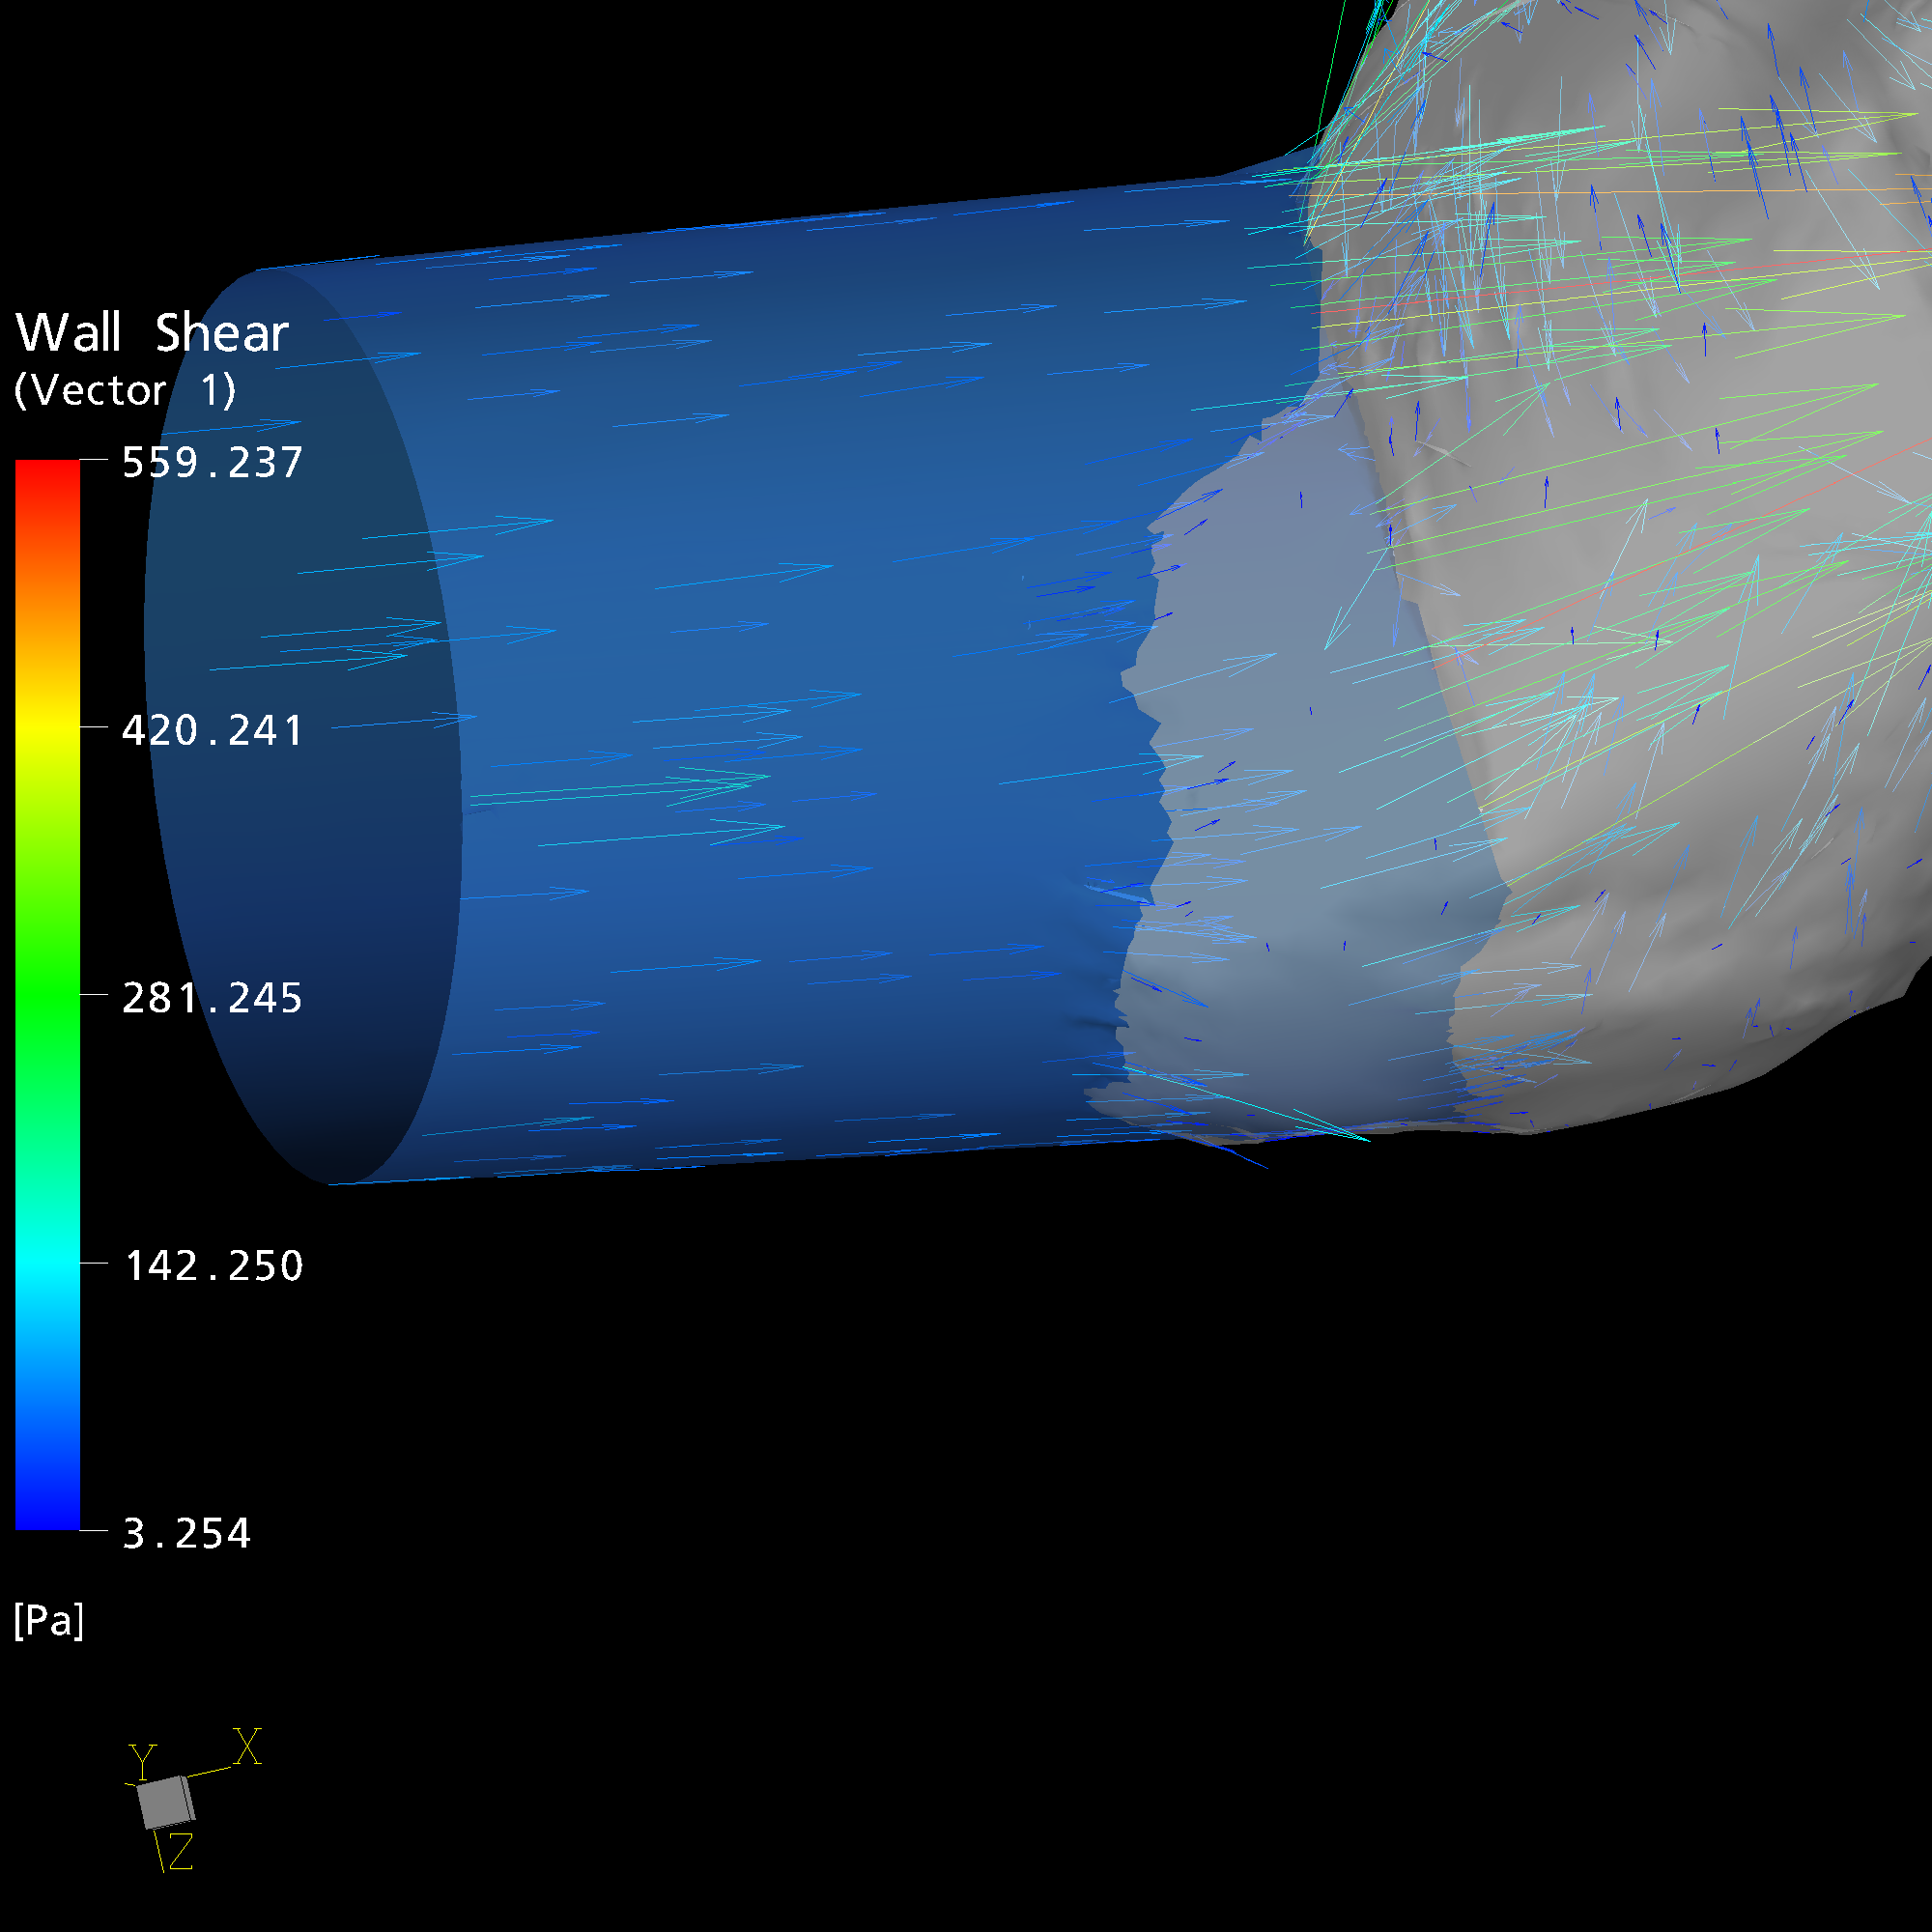 Wall Shear
(Vector 1)
559.237
420.241
281.245
142.250
3.254
[Pa]
Y
X
Z